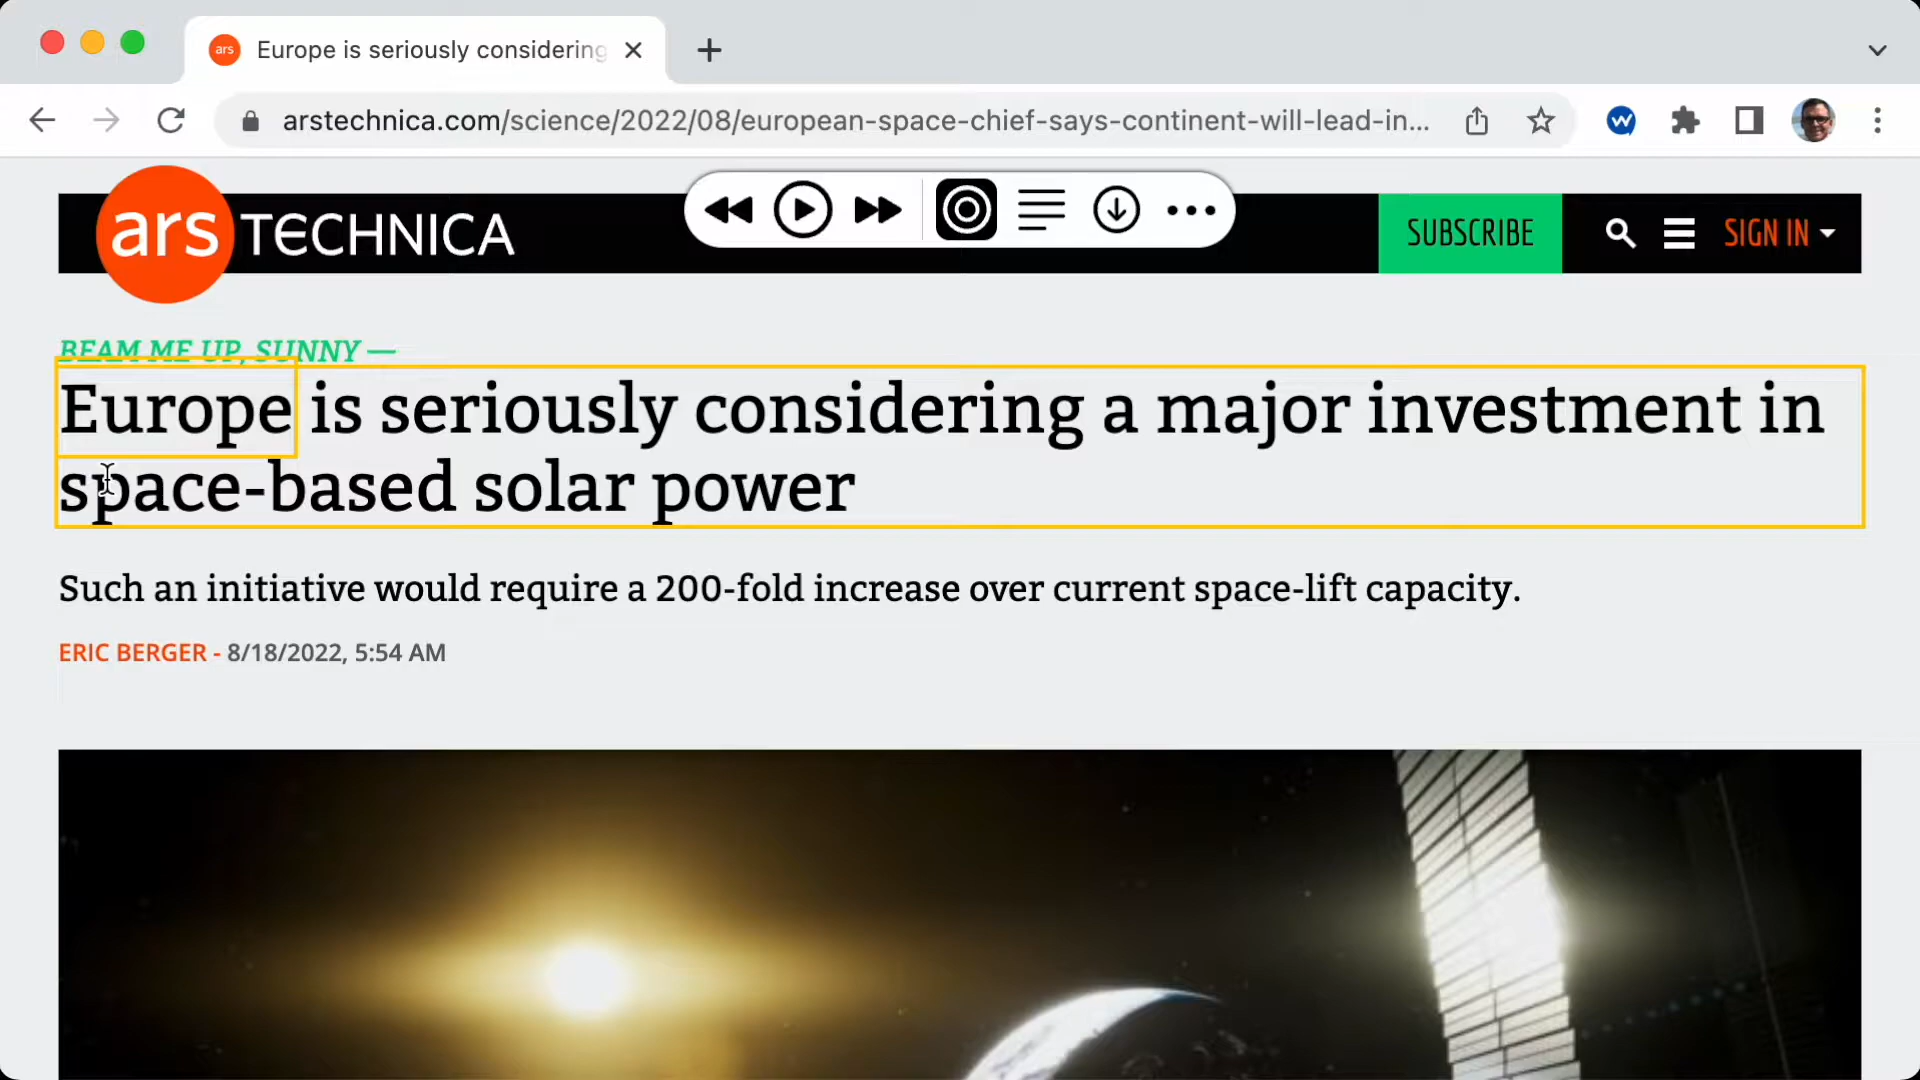 ars
Europe is seriously considering
arstechnica.com/science/2022/08/european-space-chief-says-continent-will-lead-in...
ars TECHNICA
SUBSCRIBE
SIGN IN
BEAM ME UP, SUNNY —
Europe is seriously considering a major investment in
space-based solar power
Such an initiative would require a 200-fold increase over current space-lift capacity.
ERIC BERGER - 8/18/2022, 5:54 AM